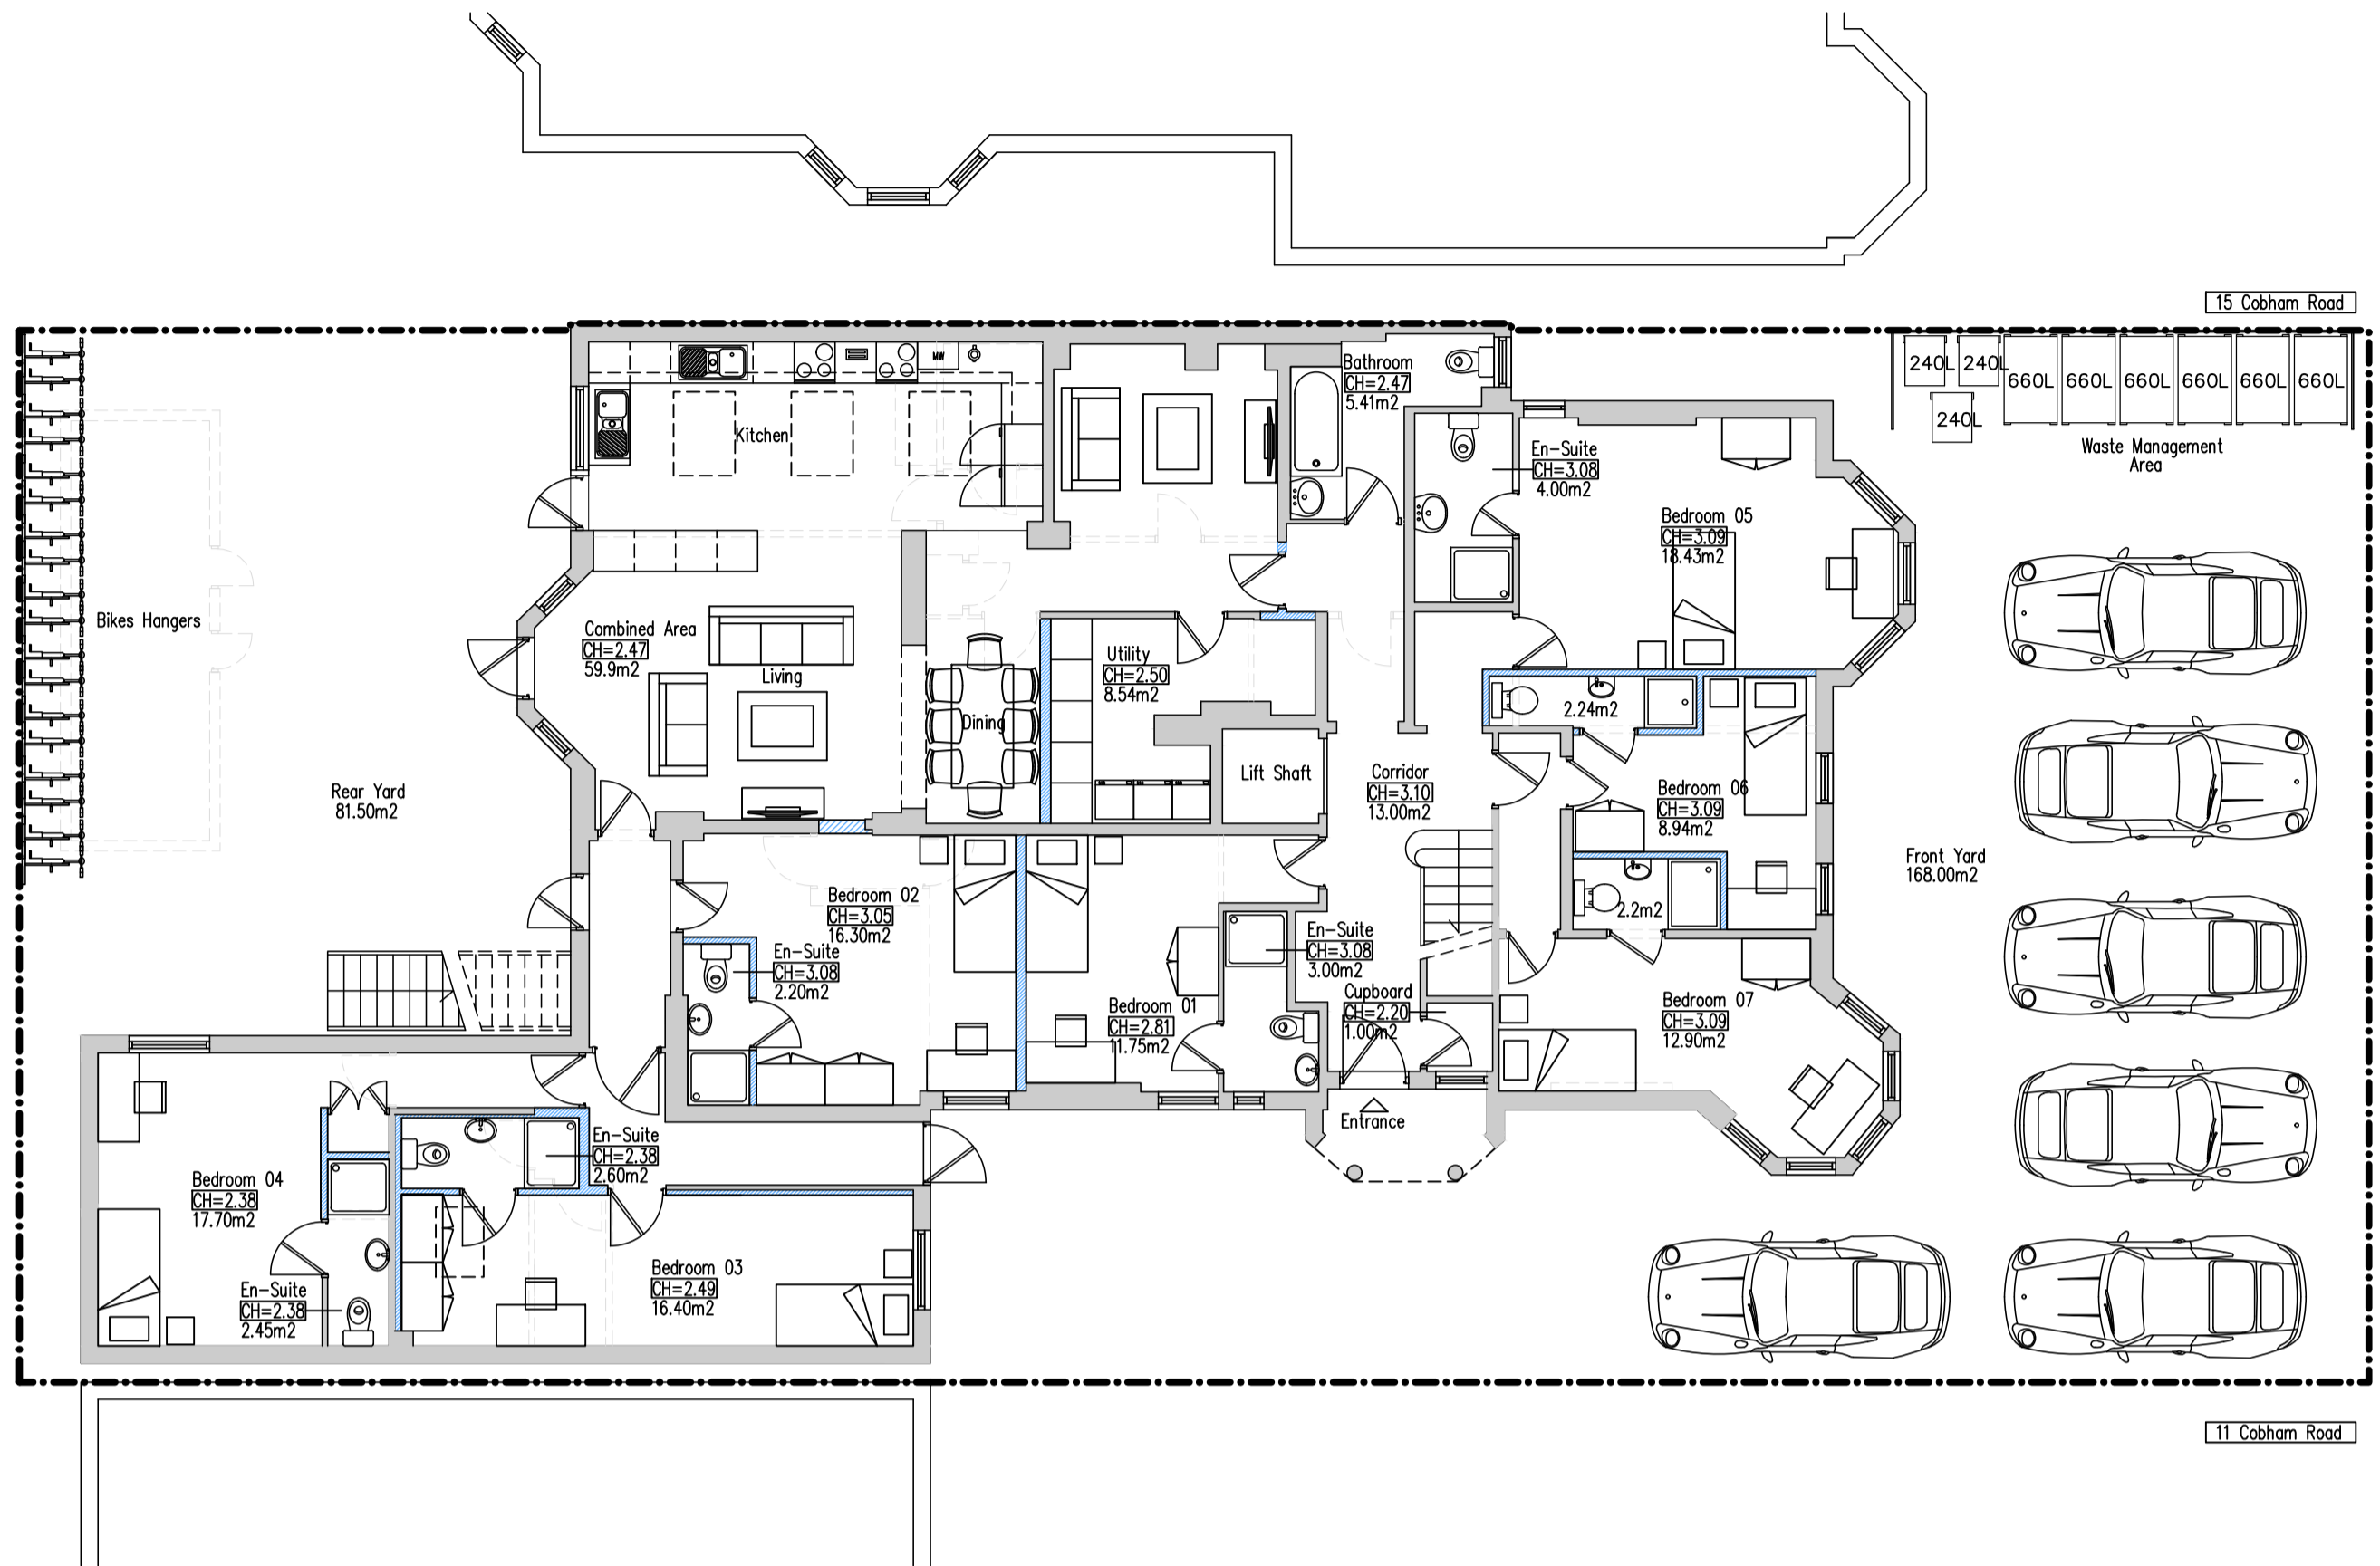 15 Cobham Road
240L
240L
660L
660L
660L
660L
660L
660L
240L
Waste Management
Area
MW
Kitchen
Bathroom
CH=2.47
5.41m2
En-Suite
CH=3.08
4.00m2
Bedroom 05
CH=3.09
18.43m2
Bikes Hangers
Combined Area
CH=2.47
59.9m2
Living
Dining
Utility
CH=2.50
8.54m2
2.24m2
Lift Shaft
Corridor
CH=3.10
13.00m2
Bedroom 06
CH=3.09
8.94m2
Rear Yard
81.50m2
Front Yard
168.00m2
Bedroom 02
CH=3.05
16.30m2
2.2m2
En-Suite
CH=3.08
2.20m2
En-Suite
CH=3.08
3.00m2
Bedroom 01
CH=2.81
11.75m2
Cupboard
CH=2.20
1.00m2
Bedroom 07
CH=3.09
12.90m2
Entrance
En-Suite
CH=2.38
2.60m2
Bedroom 04
CH=2.38
17.70m2
Bedroom 03
CH=2.49
16.40m2
En-Suite
CH=2.38
2.45m2
11 Cobham Road